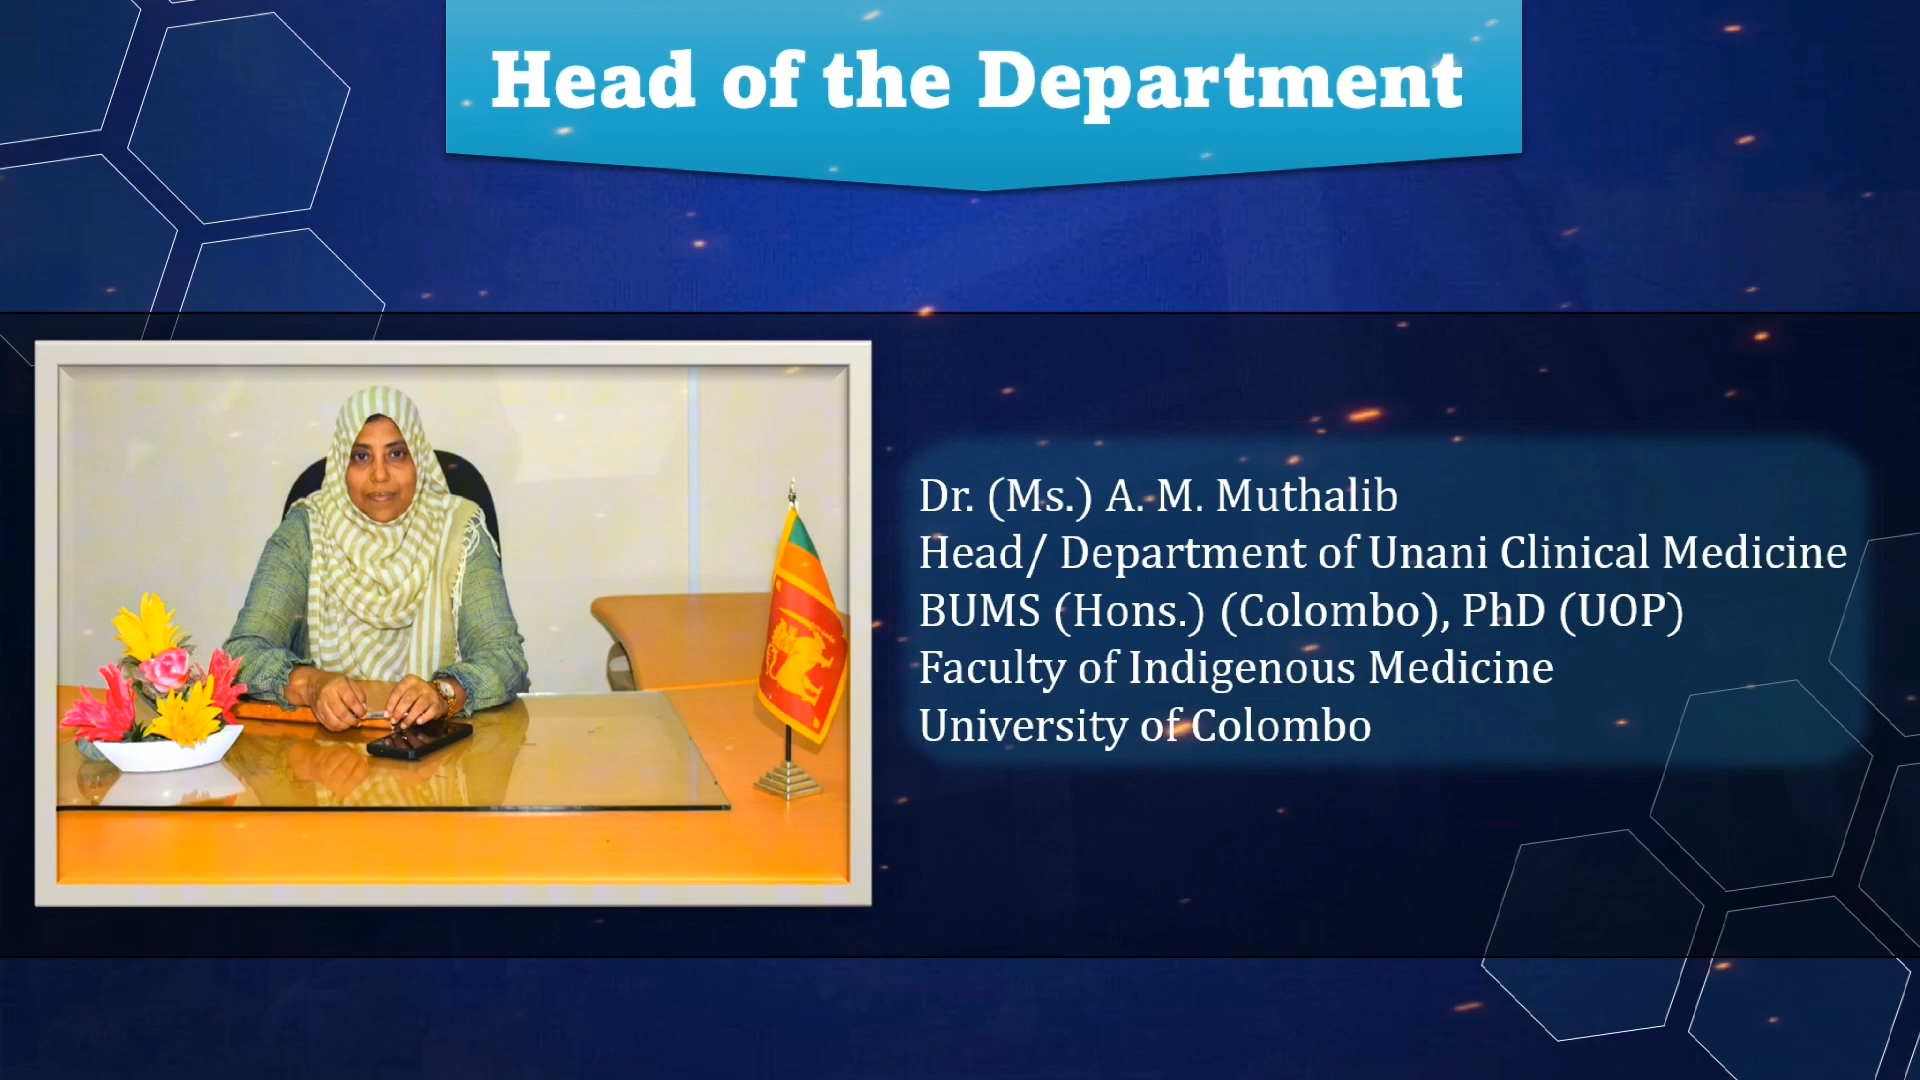 Head of the Department
Dr. (Ms.) A. M. Muthalib
Head/ Department of Unani Clinical Medicine
BUMS (Hons.) (Colombo), PhD (UOP)
Faculty of Indigenous Medicine
University of Colombo